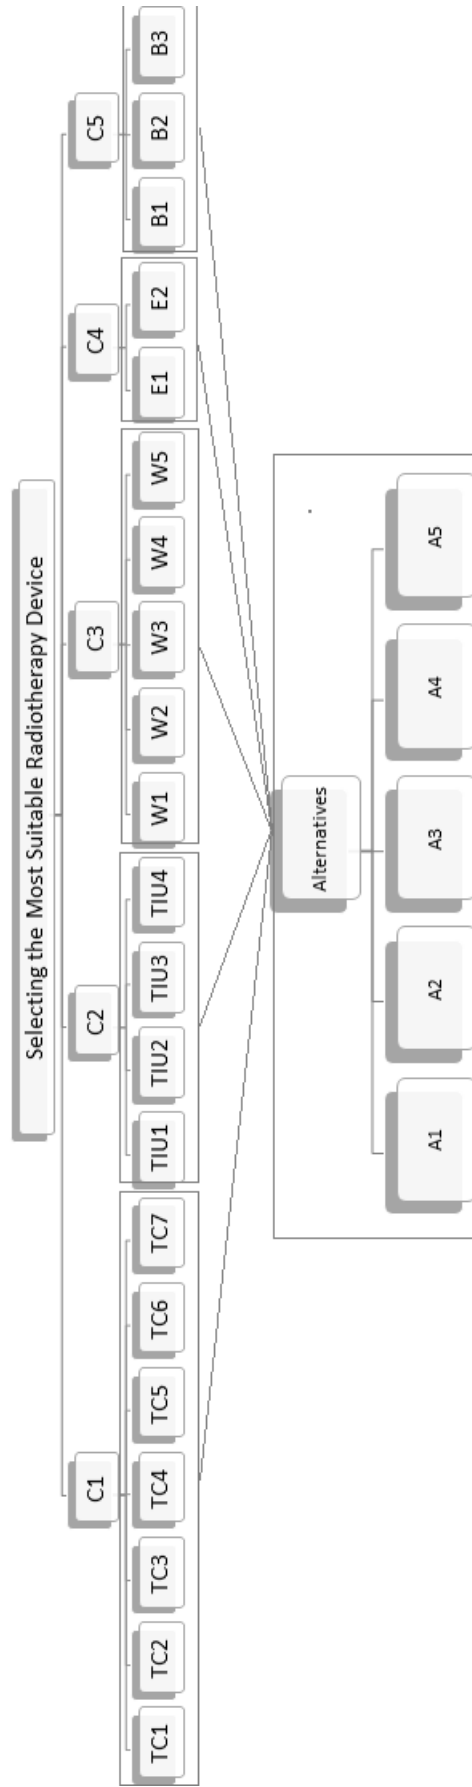 Selecting the Most Suitable Radiotherapy Device
C1
C2
C3
C4
C5
TC1
TC2
TC3
TC4
TC5
TC6
TC7
TIU1
TIU2
TIU3
TIU4
W1
W2
W3
W4
W5
E1
E2
B1
B2
B3
Alternatives
A1
A2
A3
A4
A5